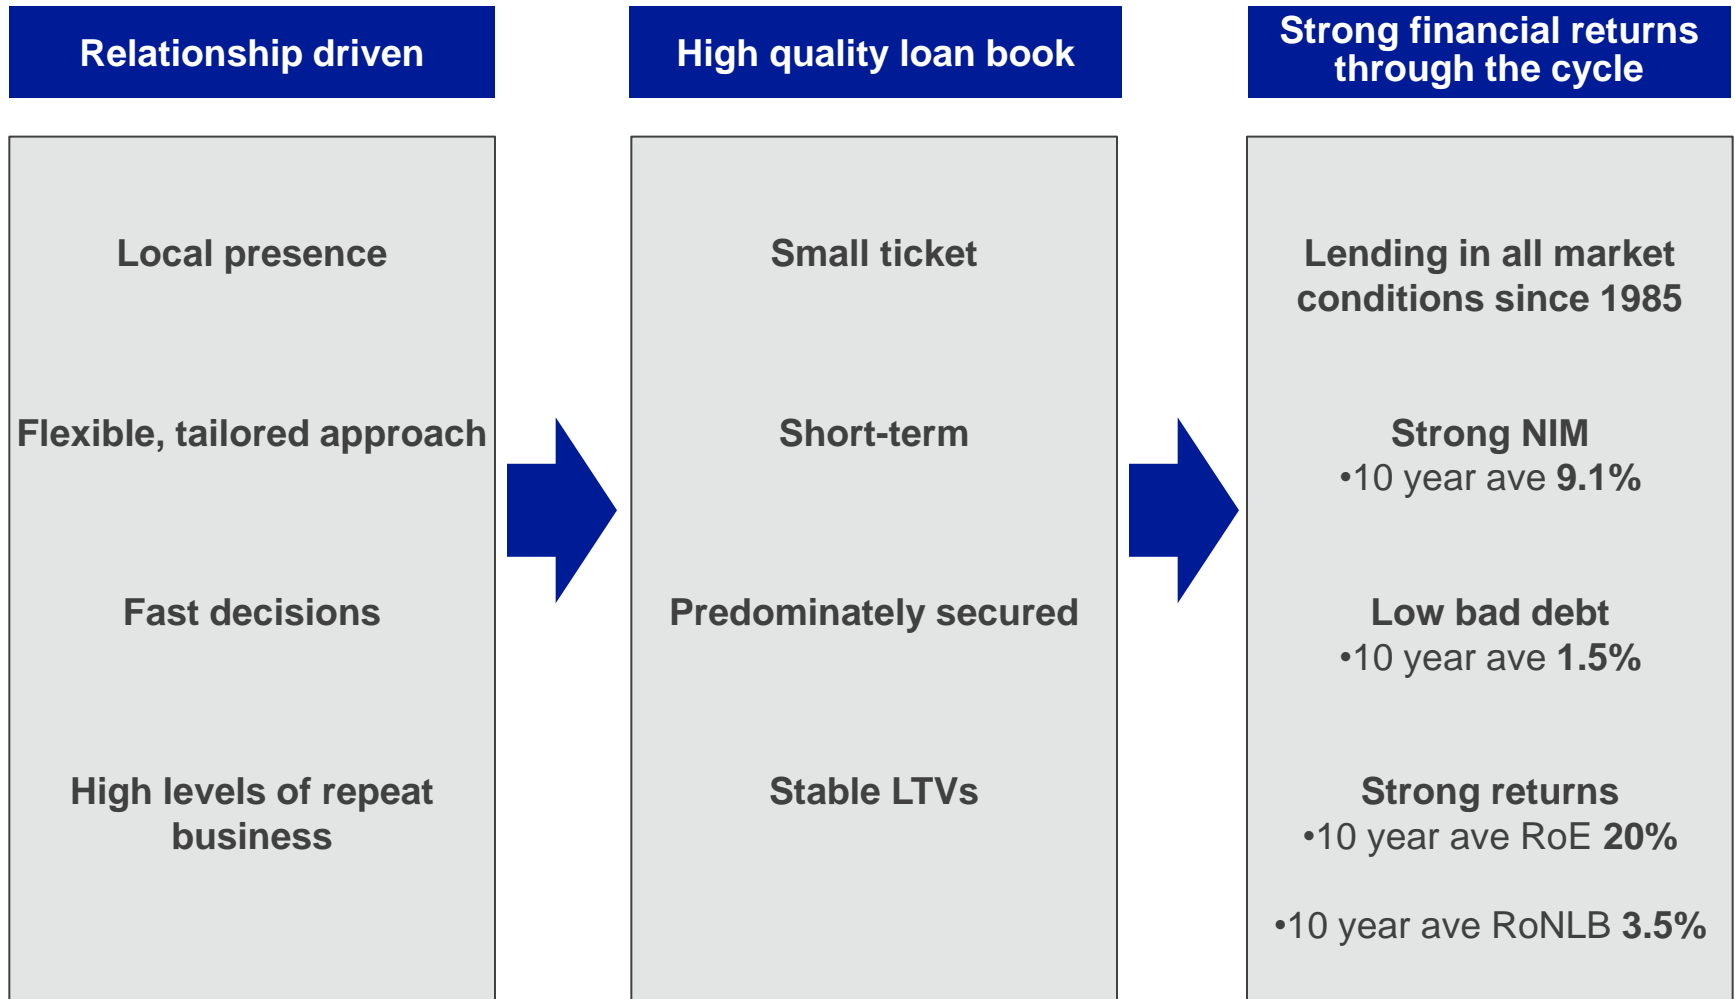 Relationship driven
Local presence
Flexible, tailored approach
Fast decisions
High levels of repeat
business
High quality loan book
Small ticket
Short-term
Predominately secured
Stable LTVs
Strong financial returns
through the cycle
Lending in all market
conditions since 1985
Strong NIM
•10 year ave 9.1%
Low bad debt
•10 year ave 1.5%
Strong returns
•10 year ave RoE 20%
•10 year ave RoNLB 3.5%